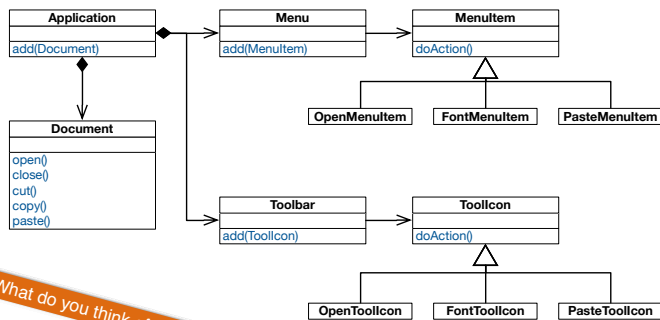 Application
add(Document)
Menu
add(MenuItem)
MenuItem
doAction()
OpenMenuItem
FontMenuItem
PasteMenuItem
Document
open()
close()
cut()
copy()
paste()
Toolbar
add(ToolIcon)
ToolIcon
doAction()
OpenToolIcon
FontToolIcon
PasteToolIcon
What do you think